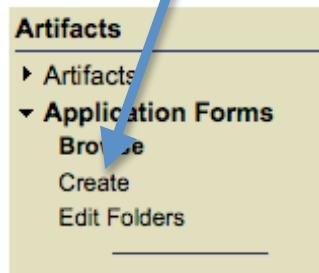 Artifacts
Artifacts
Application Forms
Browse
Create
Edit Folders